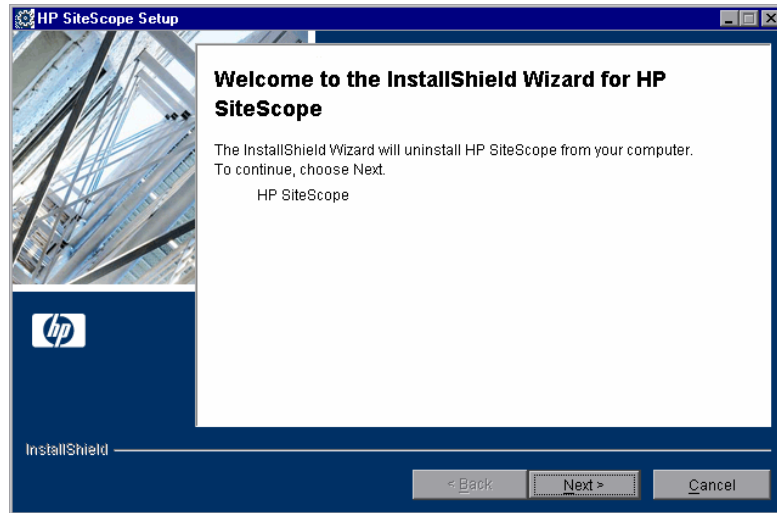 HP SiteScope Setup
Welcome to the InstallShield Wizard for HP
SiteScope
The InstallShield Wizard will uninstall HP SiteScope from your computer.
To continue, choose Next.
HP SiteScope
hp
InstallShield
< Back
Next >
Cancel